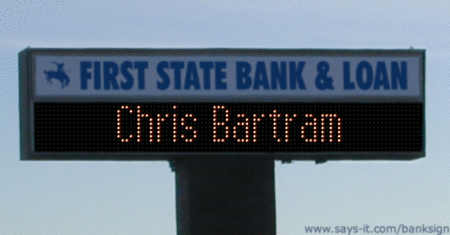 FIRST STATE BANK & LOAN
Chris Bartram
www.says-it.com/banksign